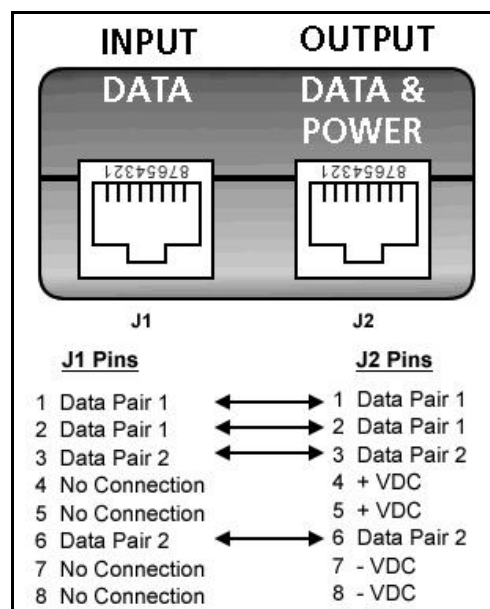 INPUT OUTPUT
DATA DATA &
POWER
87654321 87654321
J1 J2
J1 Pins J2 Pins
1 Data Pair 1 1 Data Pair 1
2 Data Pair 1 2 Data Pair 1
3 Data Pair 2 3 Data Pair 2
4 No Connection 4 + VDC
5 No Connection 5 + VDC
6 Data Pair 2 6 Data Pair 2
7 No Connection 7 - VDC
8 No Connection 8 - VDC